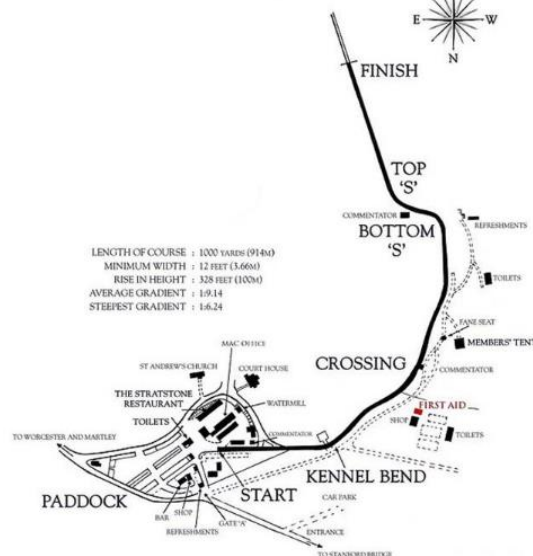 E
W
N
FINISH
TOP
'S'
COMMENTATOR
BOTTOM
'S'
REFRESHMENTS
LENGTH OF COURSE : 1000 YARDS (914M)
MINIMUM WIDTH : 12 FEET (3.66M)
RISE IN HEIGHT : 328 FEET (100M)
AVERAGE GRADIENT : 1:9.14
STEEPEST GRADIENT : 1:6.24
TOILETS
FANE SEAT
MEMBERS' TENT
MAC OFFICE
ST ANDREW'S CHURCH
COURT HOUSE
CROSSING
COMMENTATOR
THE STRATSTONE
RESTAURANT
WATERMILL
TOILETS
FIRST AID
SHOP
TOILETS
COMMENTATOR
TO WORCESTER AND MARTLEY
KENNEL BEND
START
PADDOCK
CAR PARK
BAR
SHOP
REFRESHMENTS
GATE 'A'
ENTRANCE
TO STANFORD BRIDGE